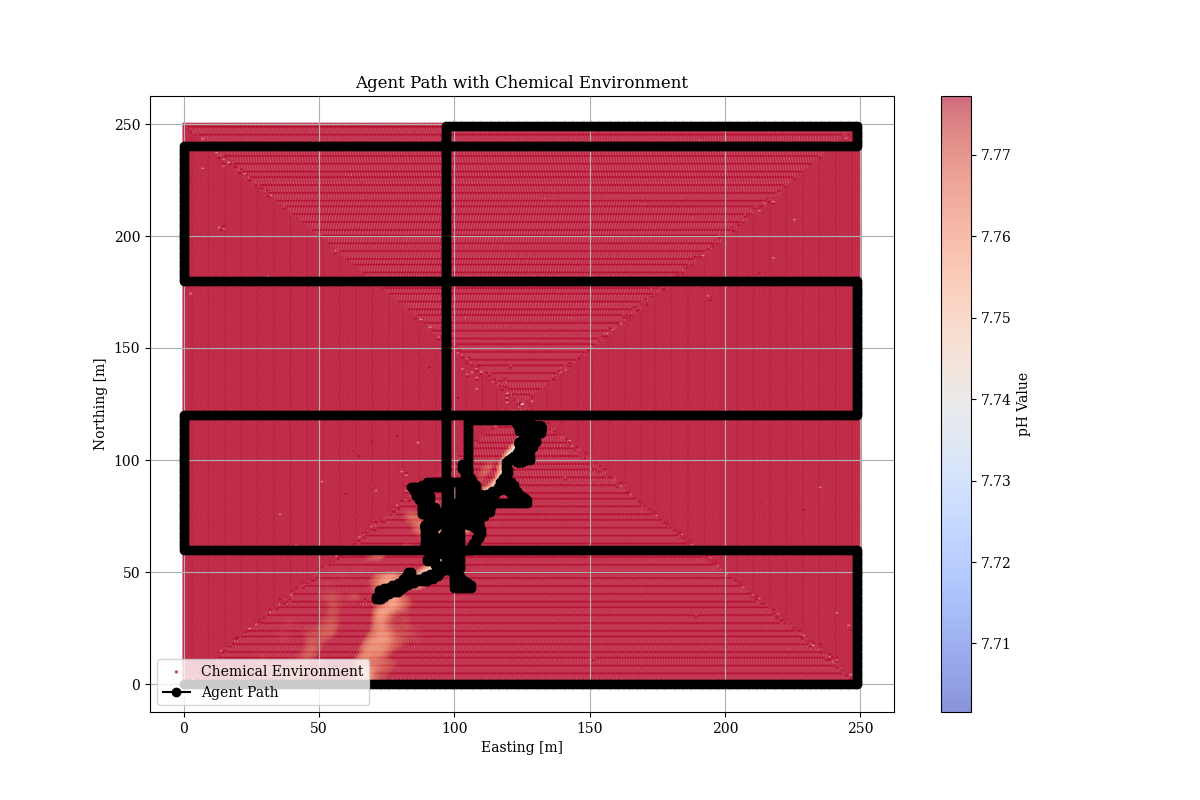 Agent Path with Chemical Environment
250
200
150
100
50
0
Northing [m]
Chemical Environment
Agent Path
0 50 100 150 200 250
Easting [m]
7.77
7.76
7.75
7.74
7.73
7.72
7.71
pH Value